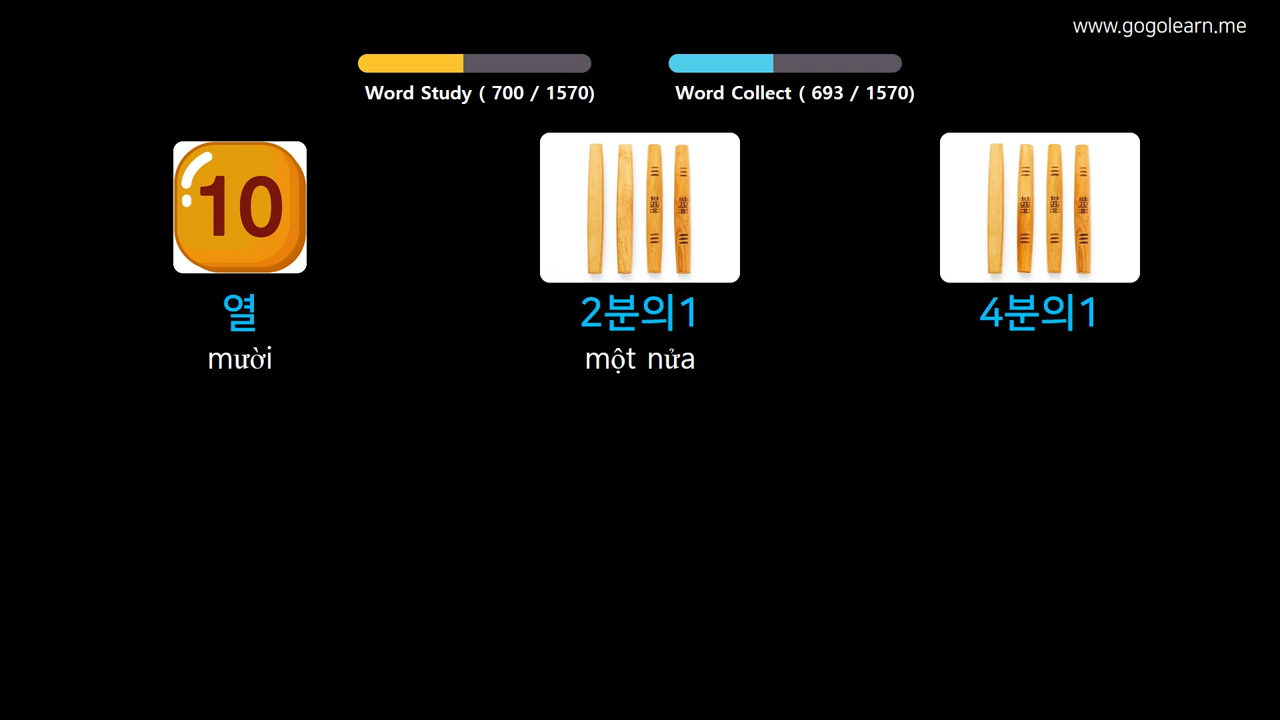 www.gogolearn.me
Word Study ( 700 / 1570)
Word Collect ( 693 / 1570)
10
열
mười
2분의1
một nửa
4분의1